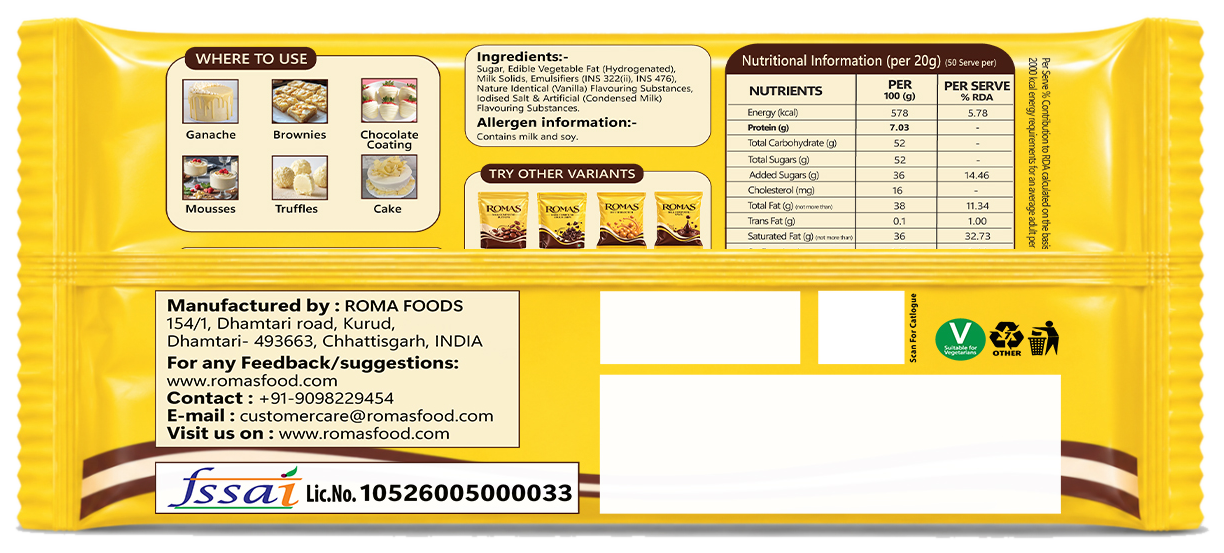 WHERE TO USE
Ganache
Brownies
Chocolate
Coating
Mousses
Truffles
Cake
Ingredients:-
Sugar, Edible Vegetable Fat (Hydrogenated),
Milk Solids, Emulsifiers (INS 322(ii), INS 476),
Nature Identical (Vanilla) Flavouring Substances,
Iodised Salt & Artificial (Condensed Milk)
Flavouring Substances.
Allergen information:-
Contains milk and soy.
TRY OTHER VARIANTS
ROMAS
ROMAS
ROMAS
ROMAS
Nutritional Information (per 20g) (50 Serve per)
NUTRIENTS PER 100 (g) PER SERVE % RDA
Energy (kcal) 578 5.78
Protein (g) 7.03 -
Total Carbohydrate (g) 52 -
Total Sugars (g) 52 -
Added Sugars (g) 36 14.46
Cholesterol (mg) 16 -
Total Fat (g) (not more than) 38 11.34
Trans Fat (g) 0.1 1.00
Saturated Fat (g) (not more than) 36 32.73
Per Serve % Contribution to RDA calculated on the basis
2000 kcal energy requirements for an average adult per
Manufactured by : ROMA FOODS
154/1, Dhamtari road, Kurud,
Dhamtari- 493663, Chhattisgarh, INDIA
For any Feedback/suggestions:
www.romasfood.com
Contact : +91-9098229454
E-mail : customercare@romasfood.com
Visit us on : www.romasfood.com
fssai Lic.No. 10526005000033
Scan For Catlogue
V
Suitable for
Vegetarians
7
OTHER